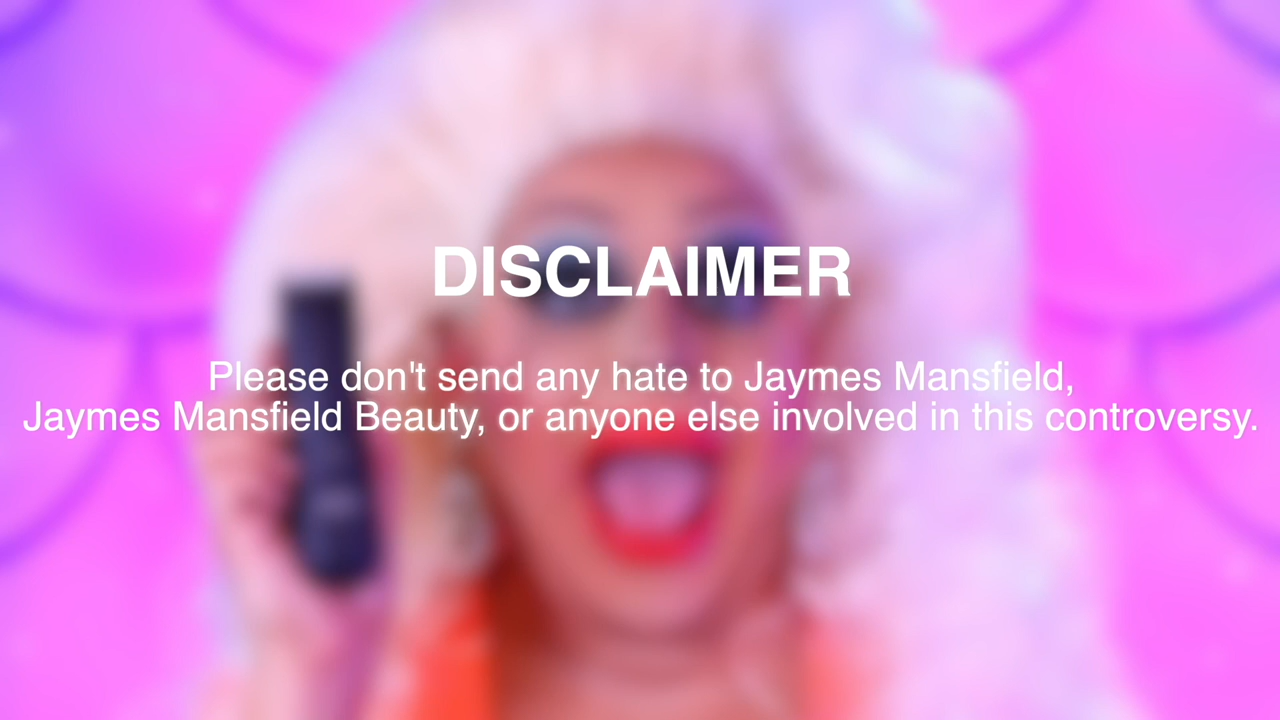 DISCLAIMER
Please don't send any hate to Jaymes Mansfield,
Jaymes Mansfield Beauty, or anyone else involved in this controversy.